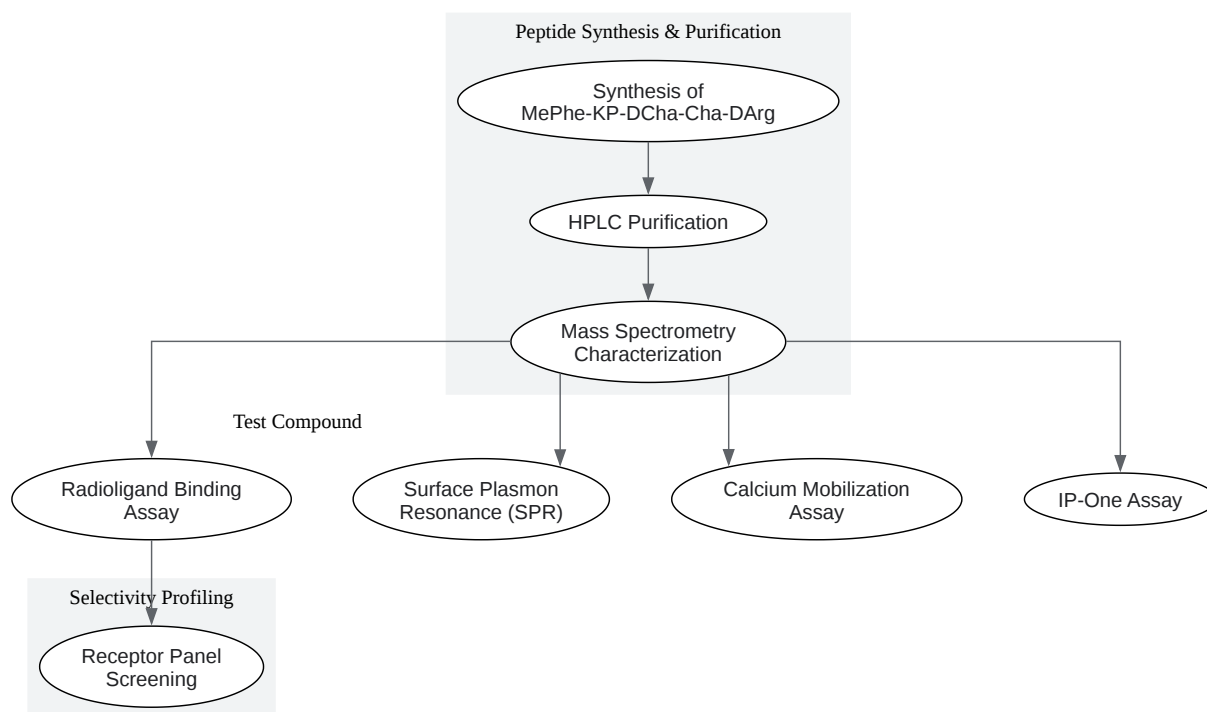 Peptide Synthesis & Purification
Synthesis of
MePhe-KP-DCha-Cha-DArg
HPLC Purification
Mass Spectrometry
Characterization
Test Compound
Radioligand Binding
Assay
Surface Plasmon
Resonance (SPR)
Calcium Mobilization
Assay
IP-One Assay
Selectivity Profiling
Receptor Panel
Screening